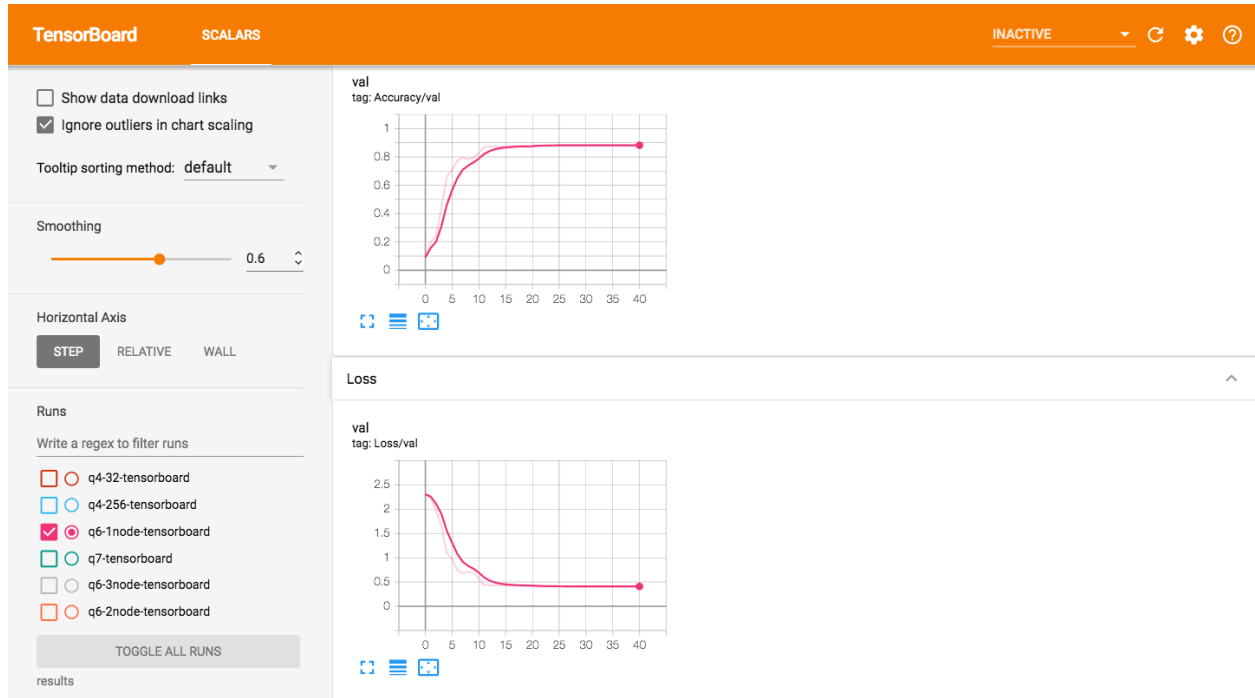 TensorBoard SCALARS INACTIVE
Show data download links
Ignore outliers in chart scaling
Tooltip sorting method: default
Smoothing
0.6
Horizontal Axis
STEP RELATIVE WALL
Runs
Write a regex to filter runs
q4-32-tensorboard
q4-256-tensorboard
q6-1node-tensorboard
q7-tensorboard
q6-3node-tensorboard
q6-2node-tensorboard
TOGGLE ALL RUNS
results
val
tag: Accuracy/val
1
0.8
0.6
0.4
0.2
0
0 5 10 15 20 25 30 35 40
Loss
val
tag: Loss/val
2.5
2
1.5
1
0.5
0
0 5 10 15 20 25 30 35 40